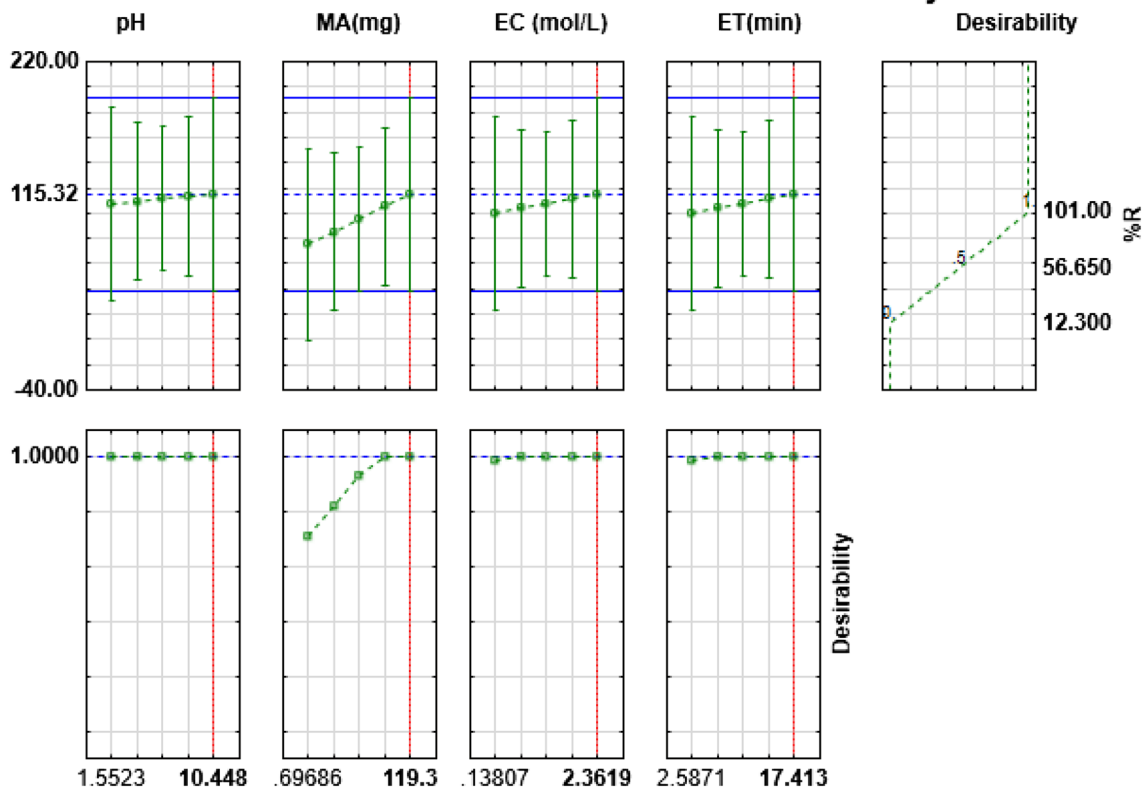 pH MA(mg) EC (mol/L) ET(min) Desirability
220.00
115.32
-40.00
1
.5
0
101.00
56.650
12.300
%R
1.0000
Desirability
1.5523 10.448 .69686 119.3 .13807 2.3619 2.5871 17.413